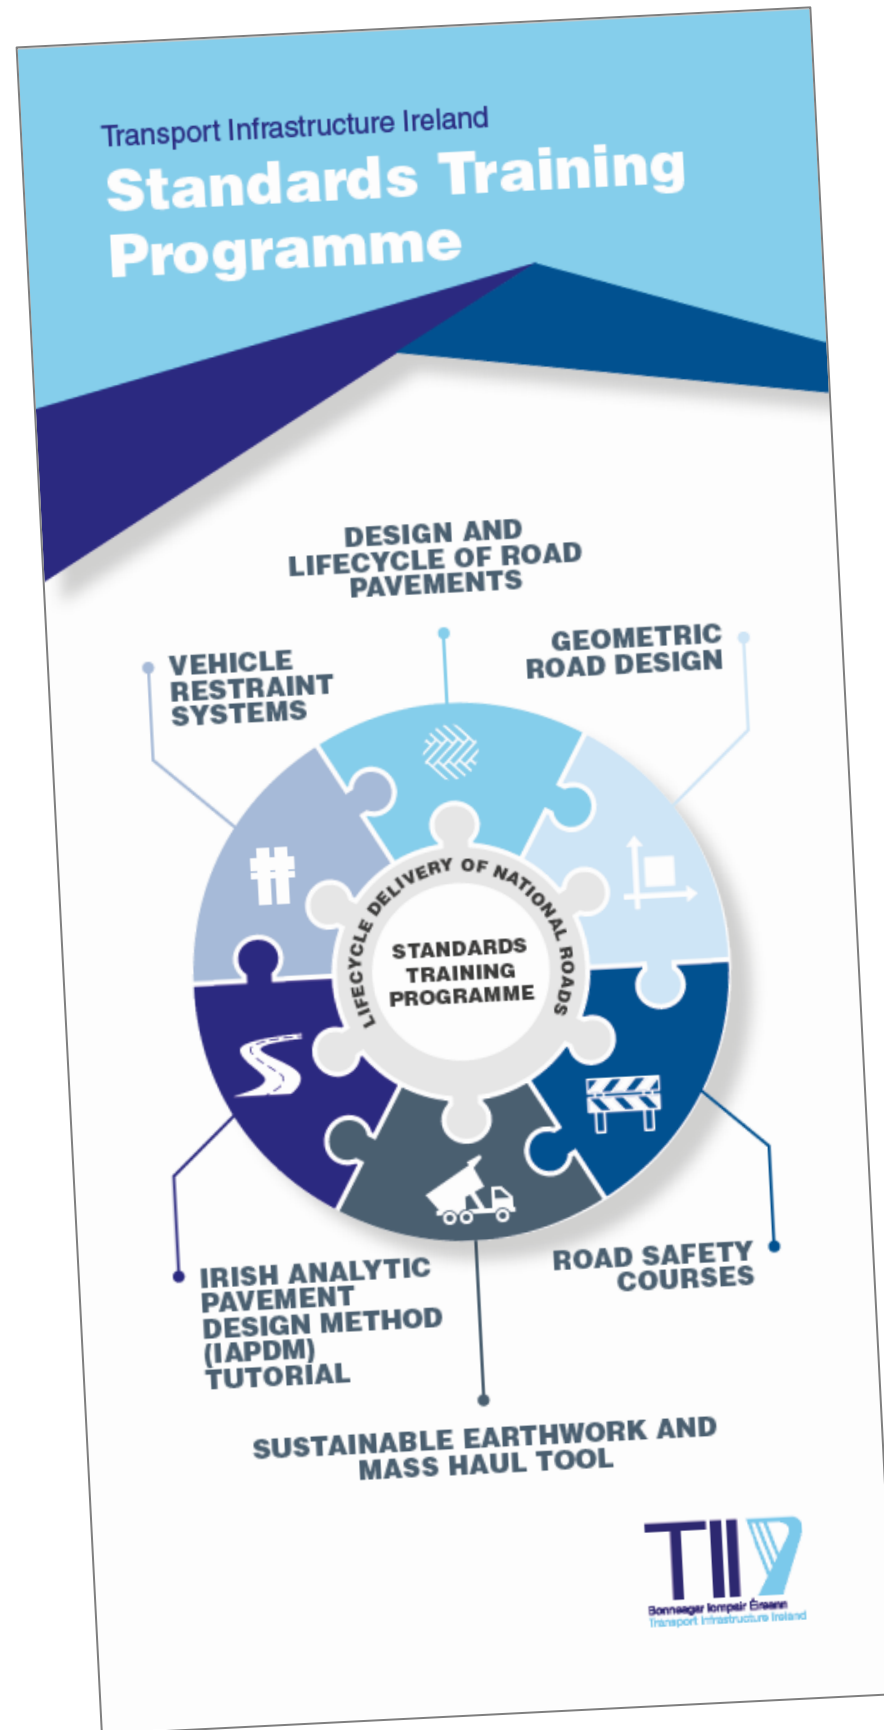 Transport Infrastructure Ireland
Standards Training
Programme
DESIGN AND
LIFECYCLE OF ROAD
PAVEMENTS
VEHICLE
RESTRAINT
SYSTEMS
GEOMETRIC
ROAD DESIGN
LIFECYCLE DELIVERY OF NATIONAL ROADS
STANDARDS
TRAINING
PROGRAMME
IRISH ANALYTIC
PAVEMENT
DESIGN METHOD
(IAPDM)
TUTORIAL
ROAD SAFETY
COURSES
SUSTAINABLE EARTHWORK AND
MASS HAUL TOOL
TII
Bonneagar Iompair Éireann
Transport Infrastructure Ireland